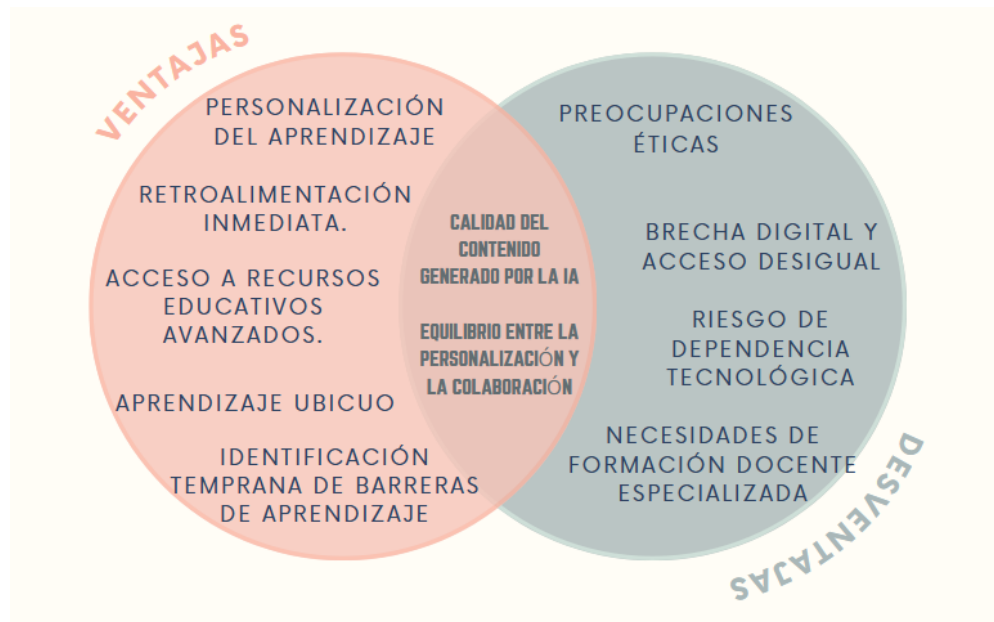 VENTAJAS
PERSONALIZACIÓN
DEL APRENDIZAJE
RETROALIMENTACIÓN
INMEDIATA.
ACCESO A RECURSOS
EDUCATIVOS
AVANZADOS.
APRENDIZAJE UBICUO
IDENTIFICACIÓN
TEMPRANA DE BARRERAS
DE APRENDIZAJE
CALIDAD DEL
CONTENIDO
GENERADO POR LA IA
EQUILIBRIO ENTRE LA
PERSONALIZACIÓN Y
LA COLABORACIÓN
PREOCUPACIONES
ÉTICAS
BRECHA DIGITAL Y
ACCESO DESIGUAL
RIESGO DE
DEPENDENCIA
TECNOLÓGICA
NECESIDADES DE
FORMACIÓN DOCENTE
ESPECIALIZADA
DESVENTAJAS